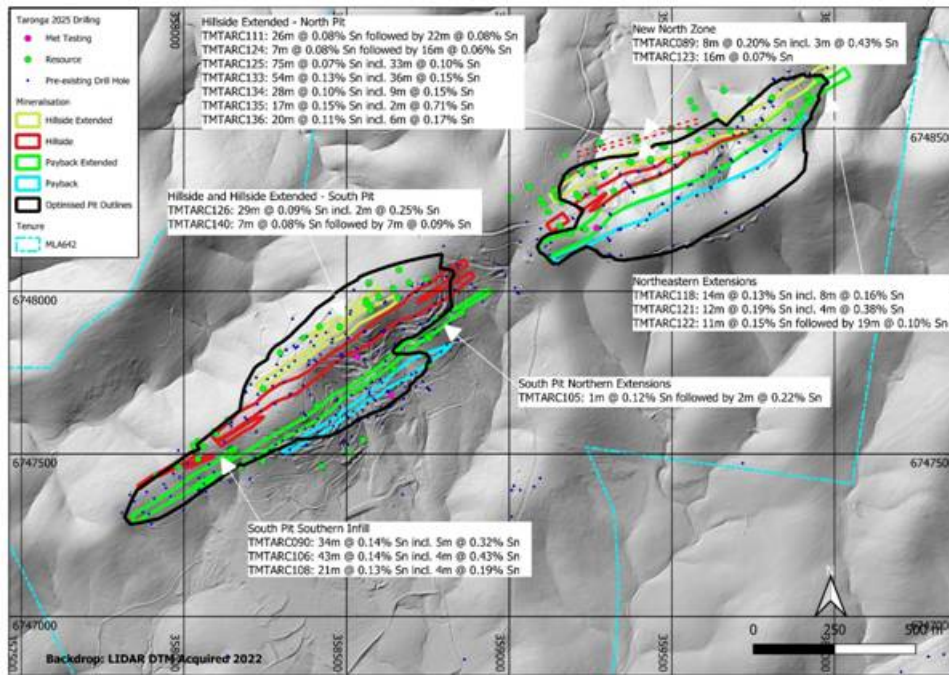 Taronga 2025 Drilling
Met Testing
Resource
Pre-existing Drill Hole
Mineralisation
Hillside Extended
Hillside
Payback Extended
Payback
Optimised Pit Outlines
Tenure
MLA642
358000
Hillside Extended - North Pit
TMTARC111: 26m @ 0.08% Sn followed by 22m @ 0.08% Sn
TMTARC124: 7m @ 0.08% Sn followed by 16m @ 0.06% Sn
TMTARC125: 75m @ 0.07% Sn incl. 33m @ 0.10% Sn
TMTARC133: 54m @ 0.13% Sn incl. 36m @ 0.15% Sn
TMTARC134: 28m @ 0.10% Sn incl. 9m @ 0.15% Sn
TMTARC135: 17m @ 0.15% Sn incl. 2m @ 0.71% Sn
TMTARC136: 20m @ 0.11% Sn incl. 6m @ 0.17% Sn
New North Zone
TMTARC089: 8m @ 0.20% Sn incl. 3m @ 0.43% Sn
TMTARC123: 16m @ 0.07% Sn
6748500
Hillside and Hillside Extended - South Pit
TMTARC126: 29m @ 0.09% Sn incl. 2m @ 0.25% Sn
TMTARC140: 7m @ 0.08% Sn followed by 7m @ 0.09% Sn
6748000
Northeastern Extensions
TMTARC118: 14m @ 0.13% Sn incl. 8m @ 0.16% Sn
TMTARC121: 12m @ 0.19% Sn incl. 4m @ 0.38% Sn
TMTARC122: 11m @ 0.15% Sn followed by 19m @ 0.10% Sn
South Pit Northern Extensions
TMTARC105: 1m @ 0.12% Sn followed by 2m @ 0.22% Sn
6747500
6747500
South Pit Southern Infill
TMTARC090: 34m @ 0.14% Sn incl. 5m @ 0.32% Sn
TMTARC106: 43m @ 0.14% Sn incl. 4m @ 0.43% Sn
TMTARC108: 21m @ 0.13% Sn incl. 4m @ 0.19% Sn
6747000
N
0 250 500 m
357500
358000
358500
359000
Backdrop: LIDAR DTM Acquired 2022